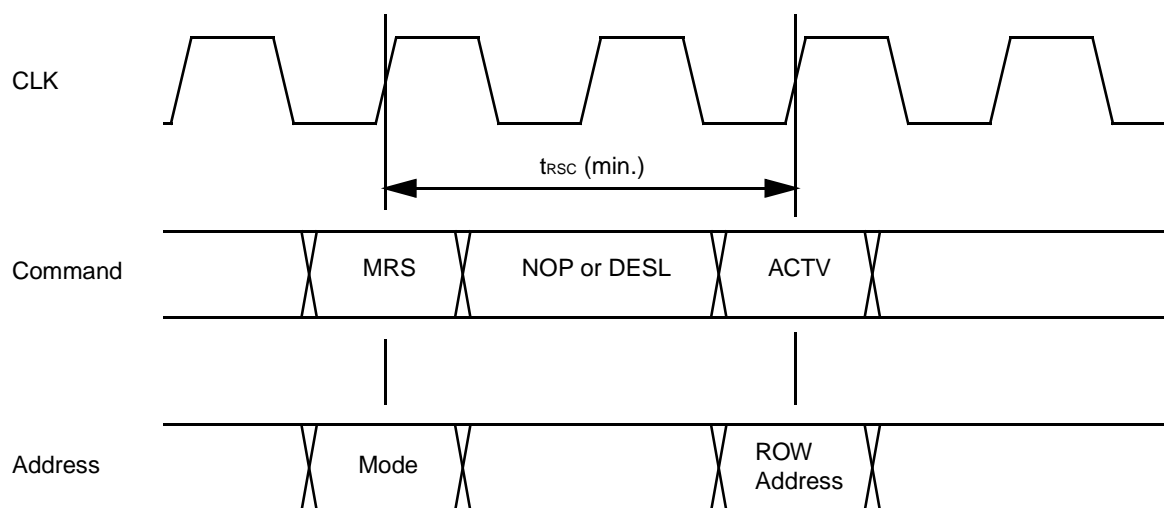 CLK
tRSC (min.)
Command
MRS
NOP or DESL
ACTV
Address
Mode
ROW
Address